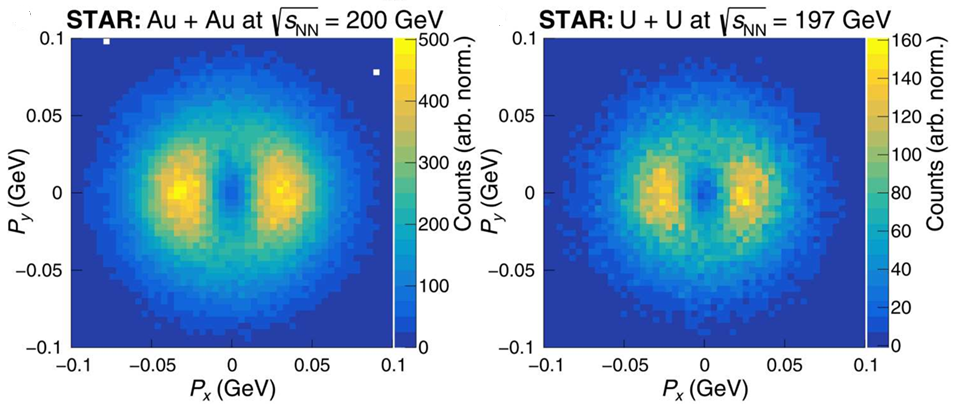 STAR: Au + Au at √sNN = 200 GeV
0.1
0.05
0
−0.05
−0.1
Py (GeV)
−0.1 −0.05 0 0.05 0.1
Px (GeV)
500
400
300
200
100
0
Counts (arb. norm.)
STAR: U + U at √sNN = 197 GeV
0.1
0.05
0
−0.05
−0.1
Py (GeV)
−0.1 −0.05 0 0.05 0.1
Px (GeV)
160
140
120
100
80
60
40
20
0
Counts (arb. norm.)